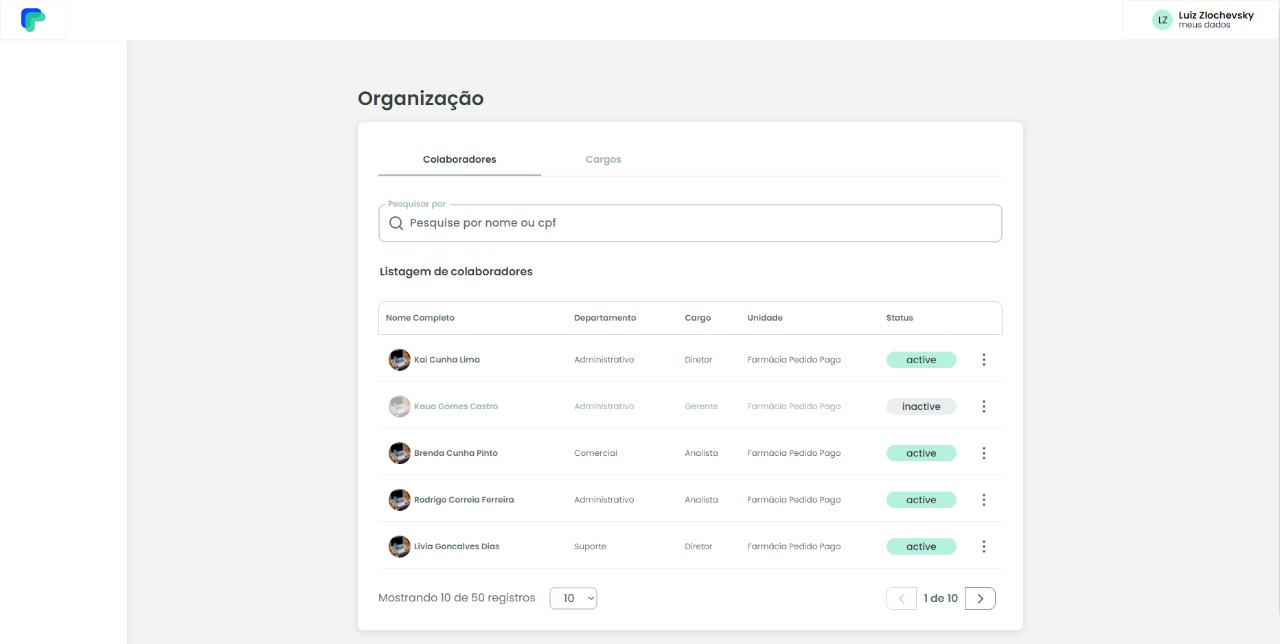 LZ Luiz Zlochevsky
meus dados
Organização
Colaboradores Cargos
Pesquisar por
Pesquise por nome ou cpf
Listagem de colaboradores
Nome Completo Departamento Cargo Unidade Status
Kai Cunha Lima Administrativo Diretor Farmácia Pedido Pago active
Kaua Gomes Castro Administrativo Gerente Farmácia Pedido Pago inactive
Brenda Cunha Pinto Comercial Analista Farmácia Pedido Pago active
Rodrigo Correia Ferreira Administrativo Analista Farmácia Pedido Pago active
Livia Goncalves Dias Suporte Diretor Farmácia Pedido Pago active
Mostrando 10 de 50 registros 10 1 de 10